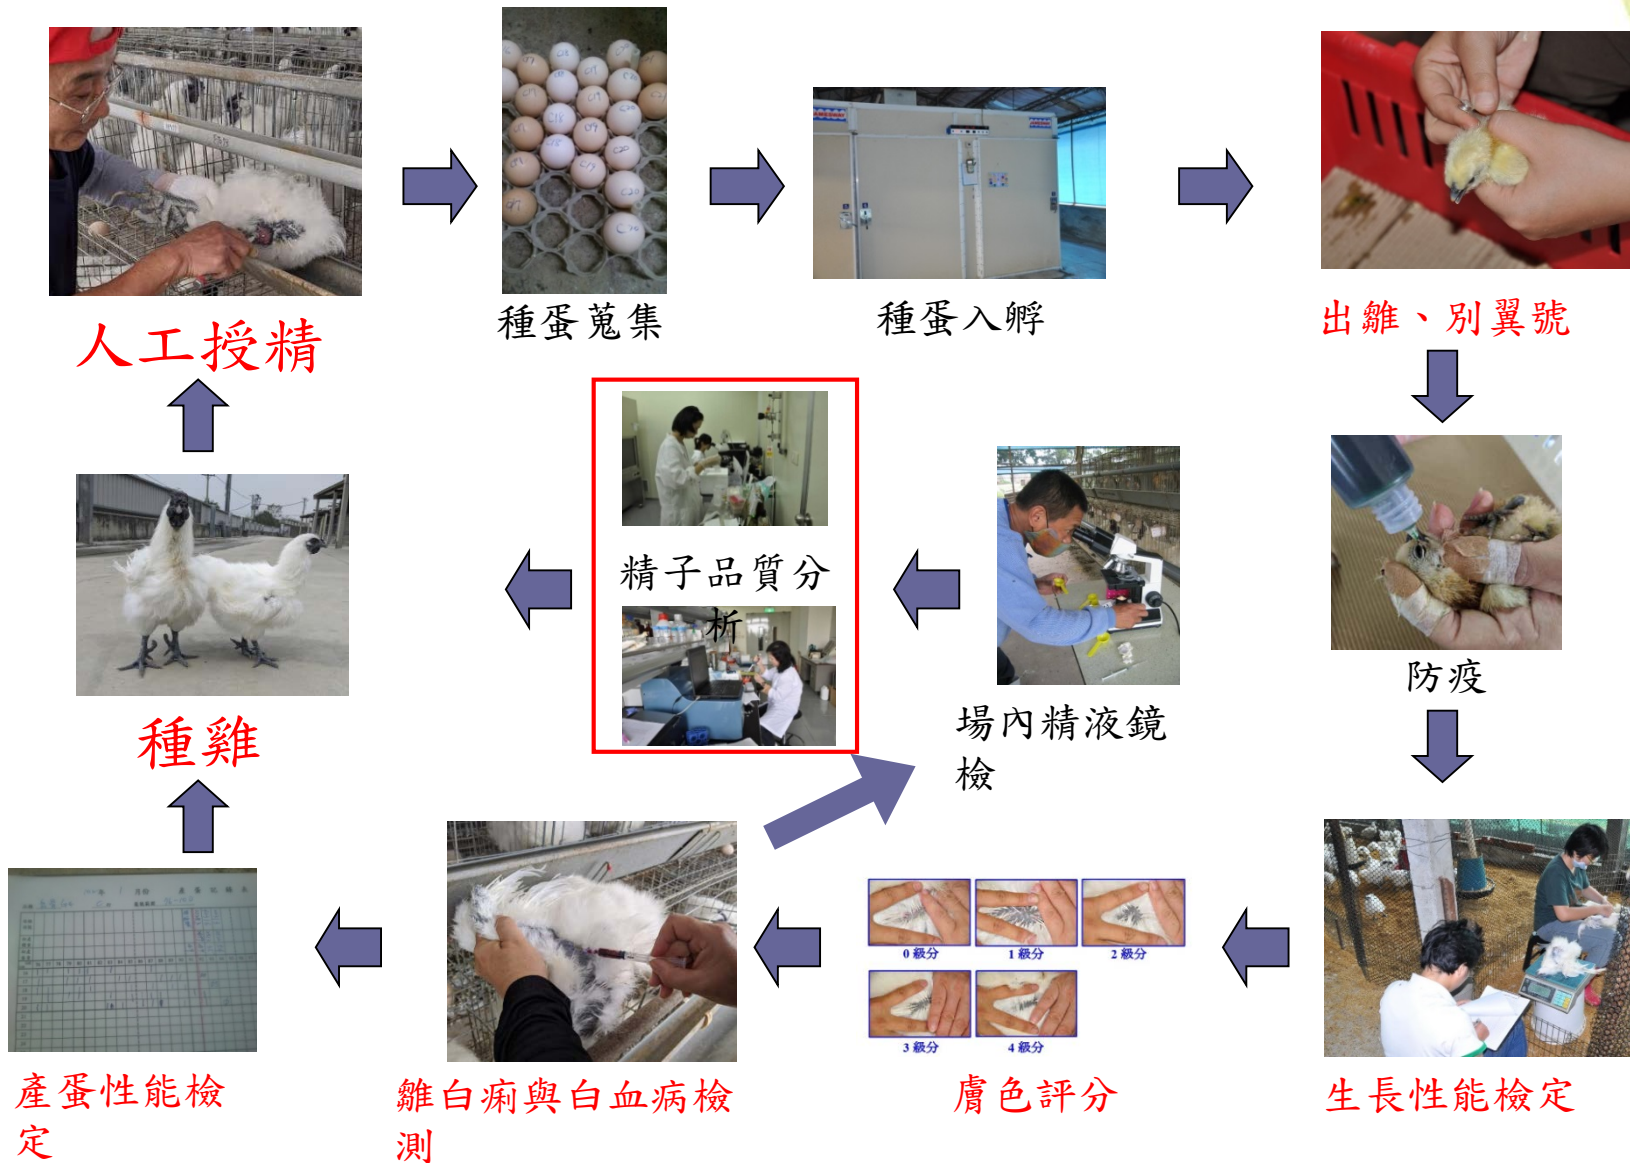 人工授精
種蛋蒐集
種蛋入孵
出雛、別翼號
精子品質分
析
場內精液鏡
檢
防疫
種雞
0 級分
1 級分
2 級分
3 級分
4 級分
產蛋性能檢
定
雛白痢與白血病檢
測
膚色評分
生長性能檢定